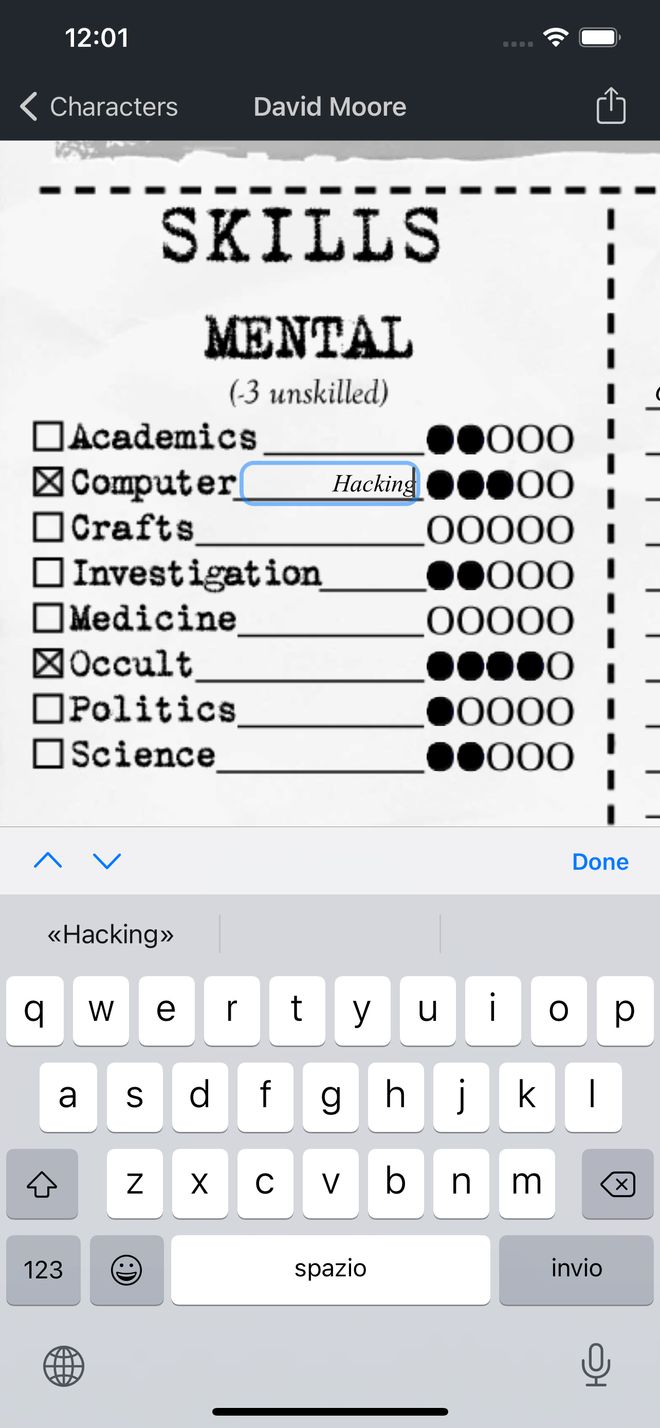 12:01
Characters
David Moore
SKILLS
MENTAL
(-3 unskilled)
Academics
Computer Hacking
Crafts
Investigation
Medicine
Occult
Politics
Science
Done
«Hacking»
q w e r t y u i o p
a s d f g h j k l
z x c v b n m
123 spazio invio